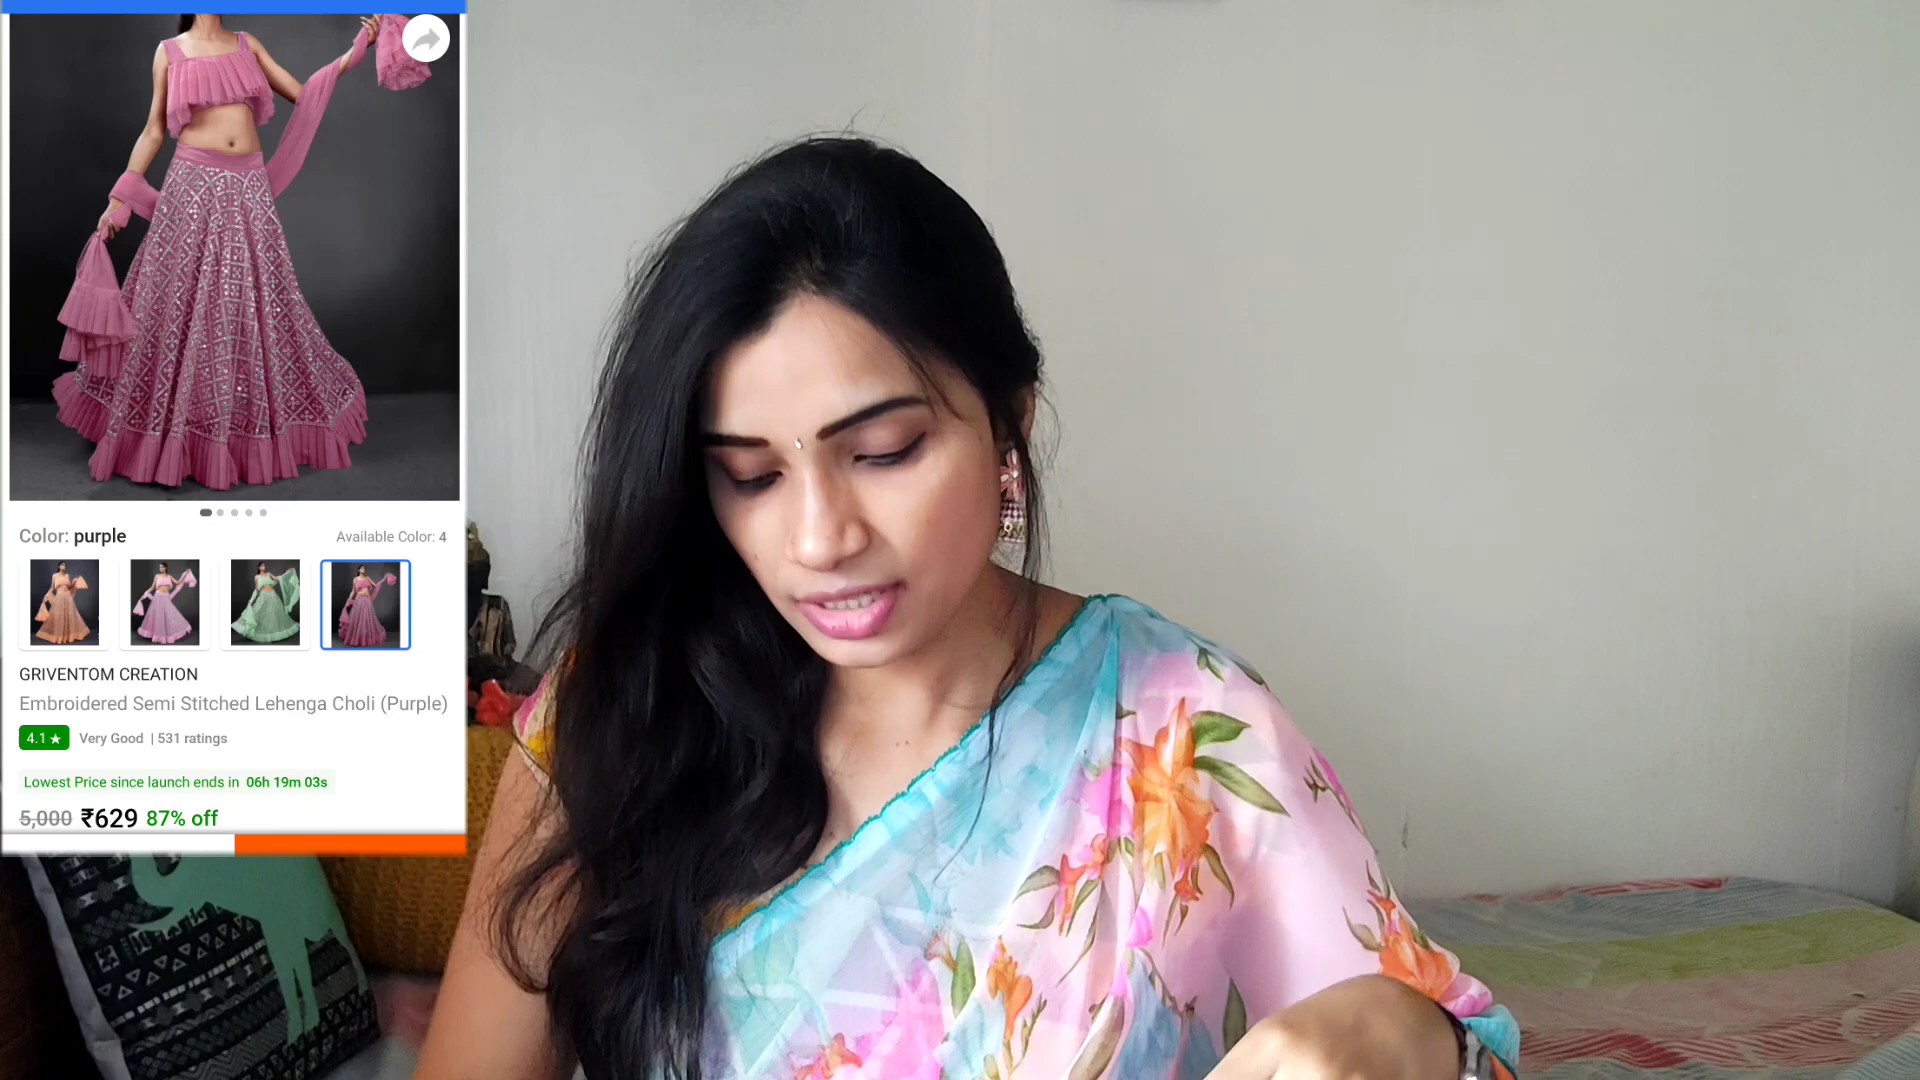 Color: purple
Available Color: 4
GRIVENTOM CREATION
Embroidered Semi Stitched Lehenga Choli (Purple)
4.1★ Very Good | 531 ratings
Lowest Price since launch ends in 06h 19m 03s
5,000 ₹629 87% off